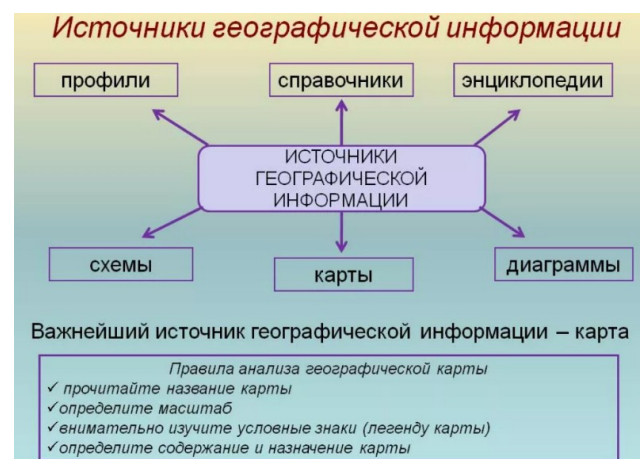 Источники географической информации
профили
справочники
энциклопедии
ИСТОЧНИКИ
ГЕОГРАФИЧЕСКОЙ
ИНФОРМАЦИИ
схемы
карты
диаграммы
Важнейший источник географической информации – карта
Правила анализа географической карты
✓ прочитайте название карты
✓определите масштаб
✓внимательно изучите условные знаки (легенду карты)
✓определите содержание и назначение карты